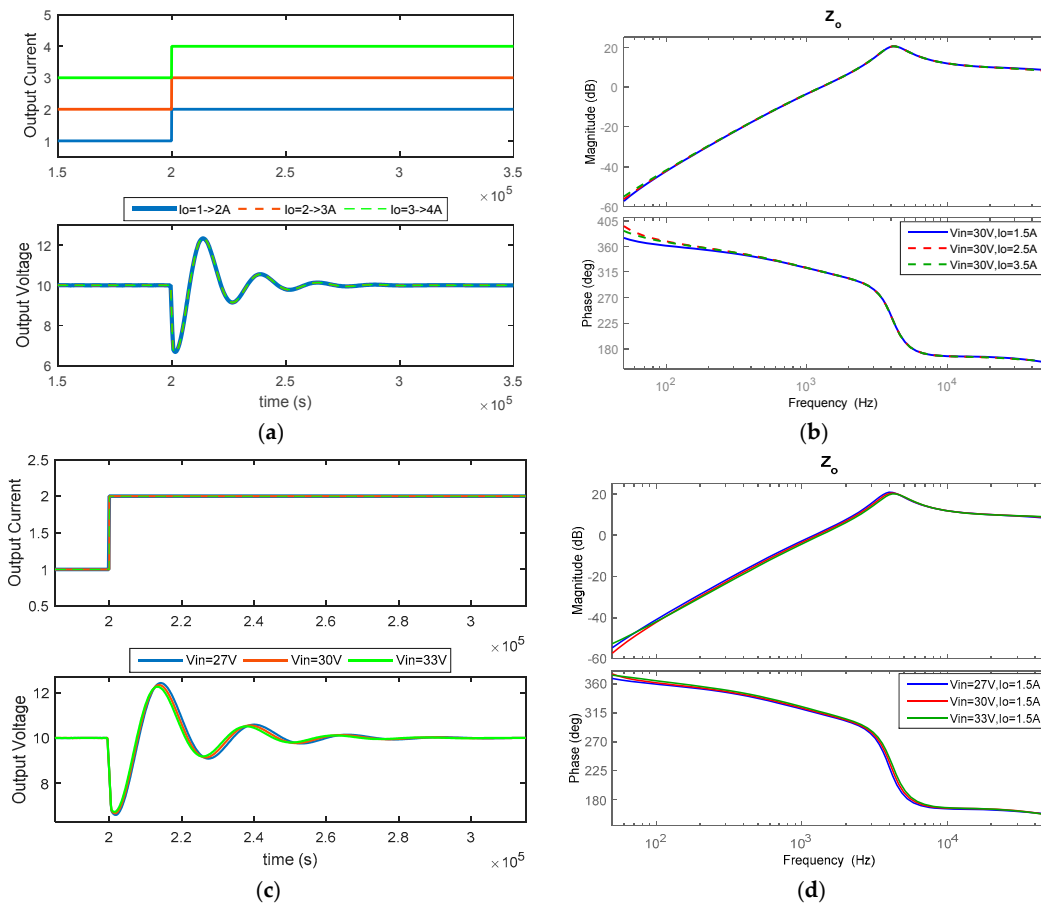 5
4
3
2
1
Output Current
1.5
2
2.5
3
3.5
× 10^5
Io=1->2A
Io=2->3A
Io=3->4A
12
10
8
6
Output Voltage
1.5
2
2.5
3
3.5
time (s)
× 10^5
(a)
Z_o
20
0
-20
-40
-60
Magnitude (dB)
405
360
315
270
225
180
Phase (deg)
Vin=30V,Io=1.5A
Vin=30V,Io=2.5A
Vin=30V,Io=3.5A
10^2
10^3
10^4
Frequency (Hz)
(b)
2.5
2
1.5
1
0.5
Output Current
2
2.2
2.4
2.6
2.8
3
× 10^5
Vin=27V
Vin=30V
Vin=33V
12
10
8
Output Voltage
2
2.2
2.4
2.6
2.8
3
time (s)
× 10^5
(c)
Z_o
20
0
-20
-40
-60
Magnitude (dB)
360
315
270
225
180
Phase (deg)
Vin=27V,Io=1.5A
Vin=30V,Io=1.5A
Vin=33V,Io=1.5A
10^2
10^3
10^4
Frequency (Hz)
(d)